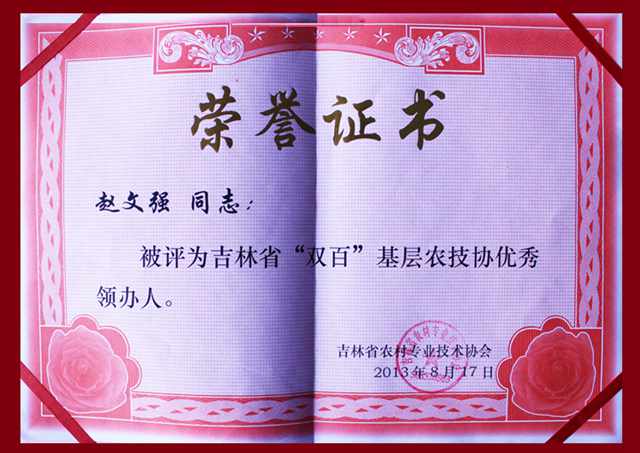 荣誉证书
赵文强 同志：
被评为吉林省“双百”基层农技协优秀
领办人。
吉林省农村专业技术协会
2013年8月17日